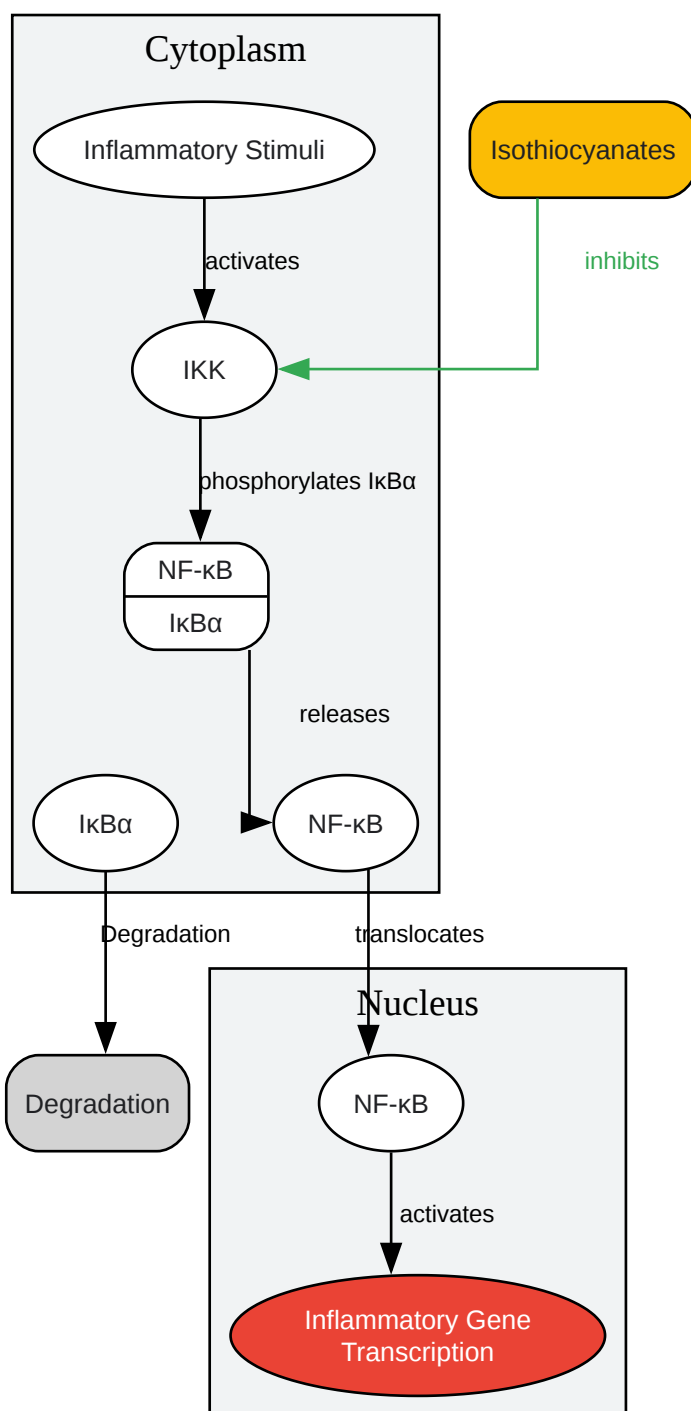 Cytoplasm
Inflammatory Stimuli
Isothiocyanates
activates
inhibits
IKK
phosphorylates IκBα
NF-κB
IκBα
releases
IκBα
NF-κB
Degradation
translocates
Nucleus
Degradation
NF-κB
activates
Inflammatory Gene
Transcription